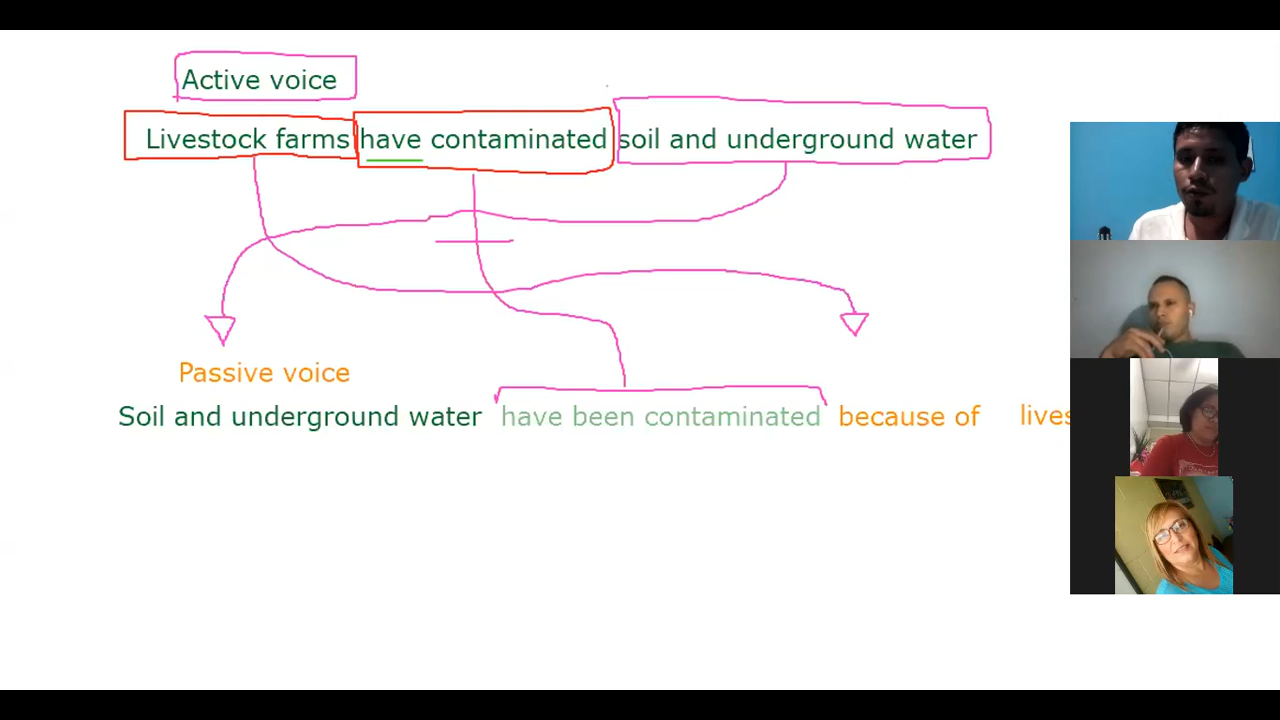 Active voice
Livestock farms have contaminated soil and underground water
Passive voice
Soil and underground water have been contaminated because of lives